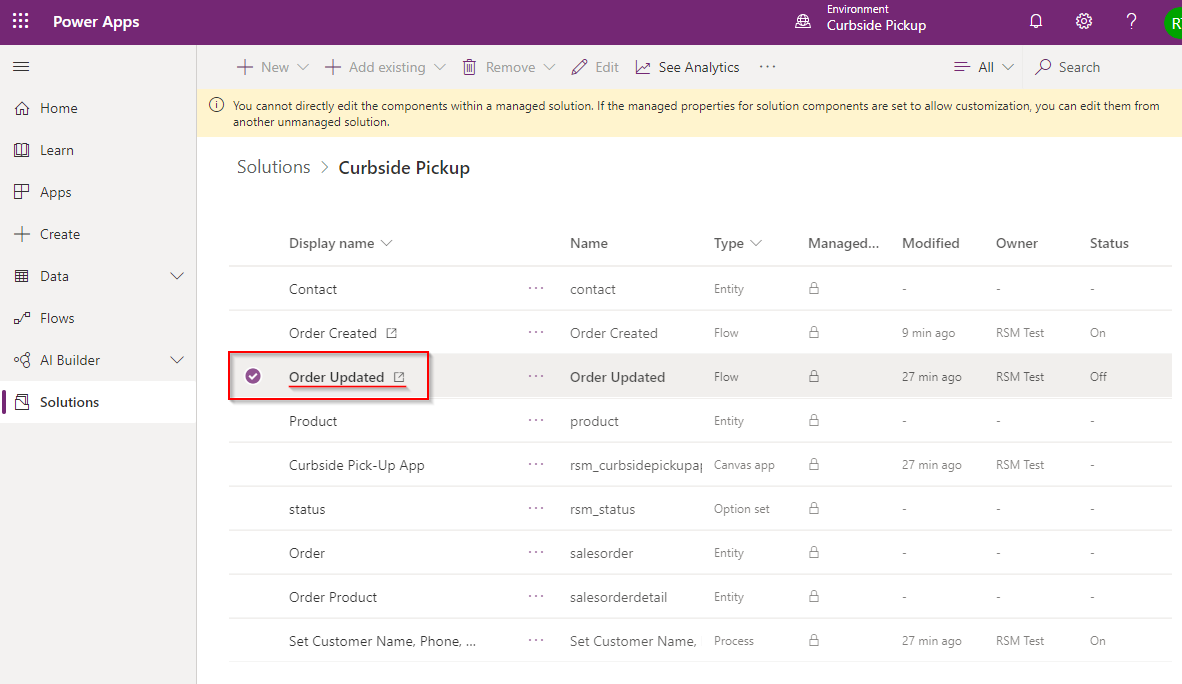 Power Apps
Environment
Curbside Pickup
RT
New
Add existing
Remove
Edit
See Analytics
···
All
Search
Home
Learn
Apps
Create
Data
Flows
AI Builder
Solutions
You cannot directly edit the components within a managed solution. If the managed properties for solution components are set to allow customization, you can edit them from
another unmanaged solution.
Solutions > Curbside Pickup
Display name Name Type Managed... Modified Owner Status
Contact ··· contact Entity - - -
Order Created ··· Order Created Flow 9 min ago RSM Test On
Order Updated ··· Order Updated Flow 27 min ago RSM Test Off
Product ··· product Entity - - -
Curbside Pick-Up App ··· rsm_curbsidepickupap Canvas app 27 min ago RSM Test -
status ··· rsm_status Option set - - -
Order ··· salesorder Entity - - -
Order Product ··· salesorderdetail Entity - - -
Set Customer Name, Phone, ... ··· Set Customer Name, Process 27 min ago RSM Test On